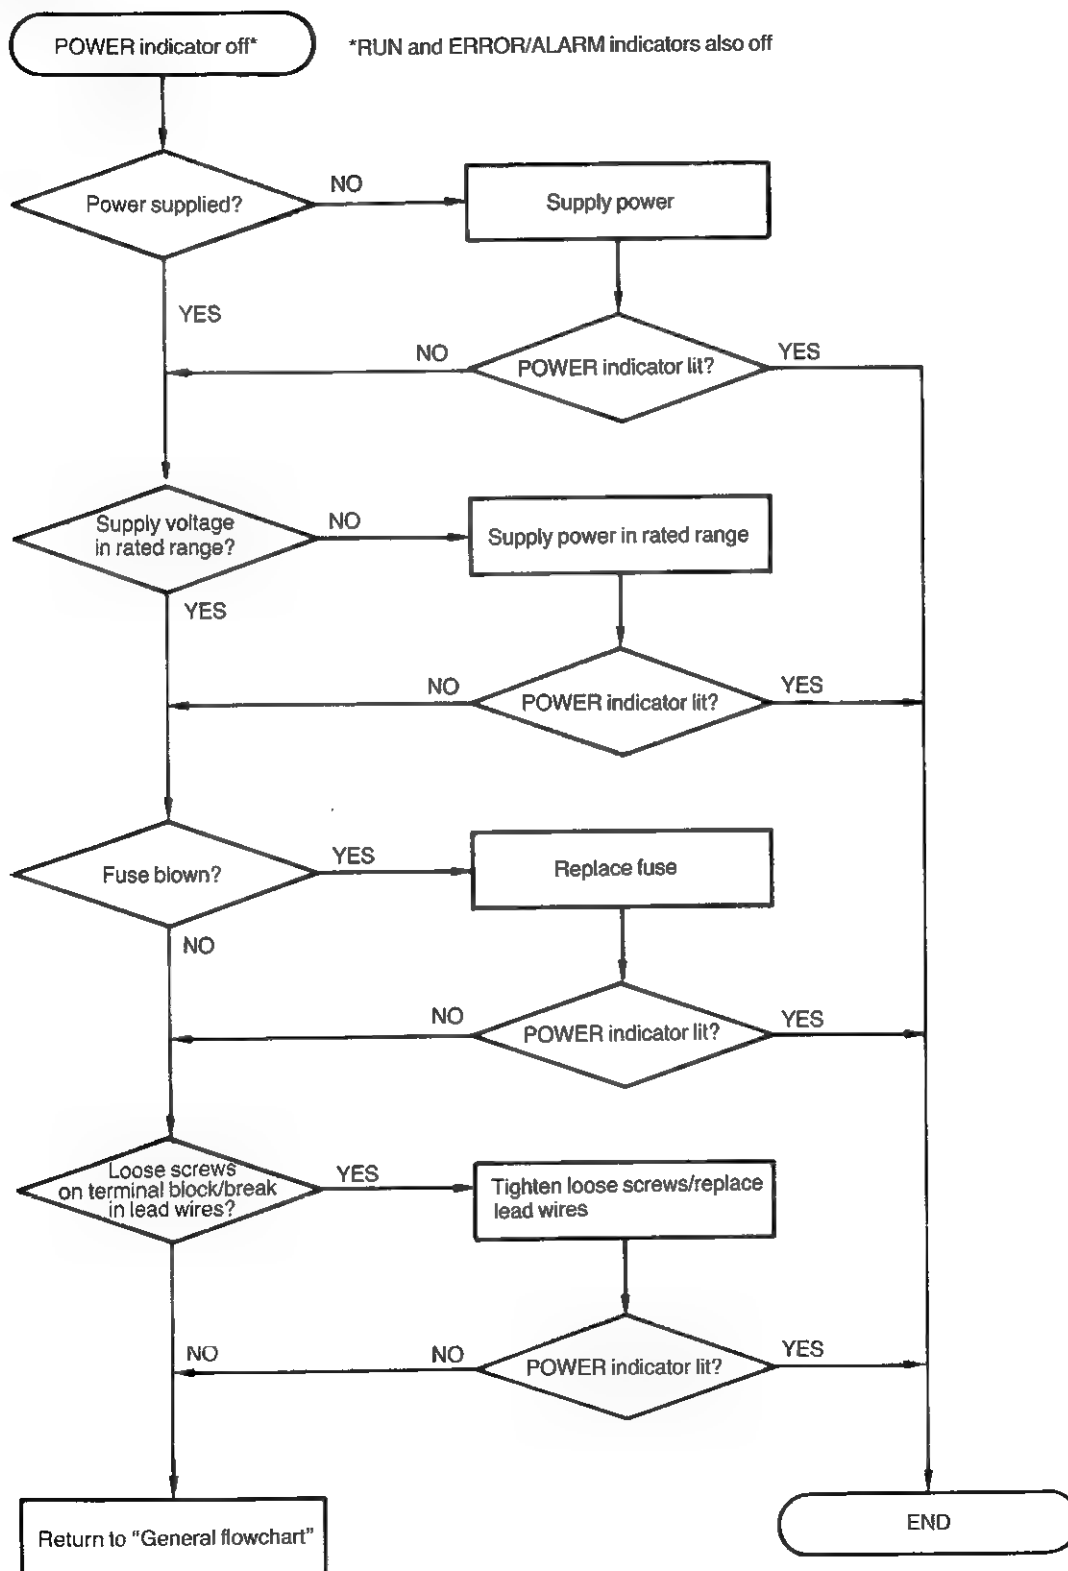 POWER indicator off*
*RUN and ERROR/ALARM indicators also off
Power supplied?
NO
Supply power
YES
NO
POWER indicator lit?
YES
Supply voltage
in rated range?
NO
Supply power in rated range
YES
NO
POWER indicator lit?
YES
Fuse blown?
YES
Replace fuse
NO
NO
POWER indicator lit?
YES
Loose screws
on terminal block/break
in lead wires?
YES
Tighten loose screws/replace
lead wires
NO
NO
POWER indicator lit?
YES
Return to "General flowchart"
END